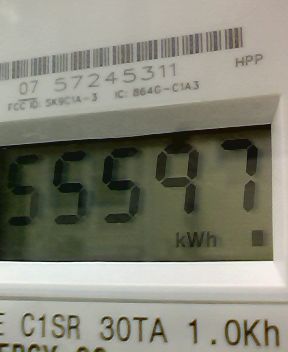 HPP
07 57245311
FCC ID: SK9C1A-3 IC: 864G-C1A3
55597
kWh
E C1SR 30TA 1.0Kh